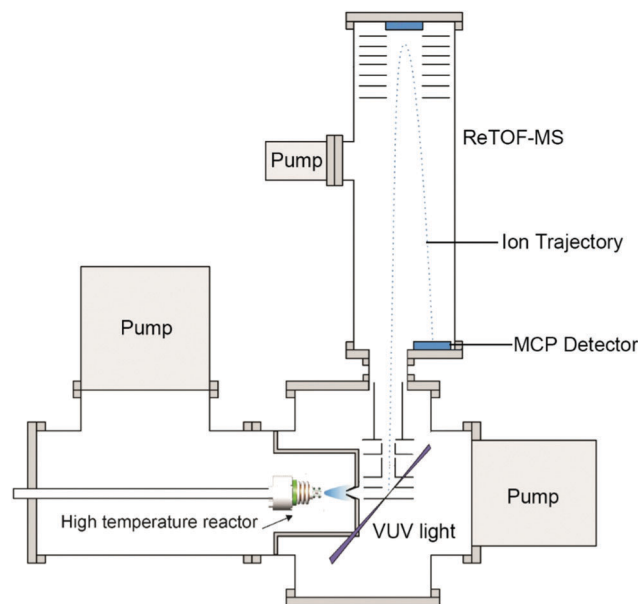 ReTOF-MS
Pump
Ion Trajectory
Pump
MCP Detector
High temperature reactor
VUV light
Pump